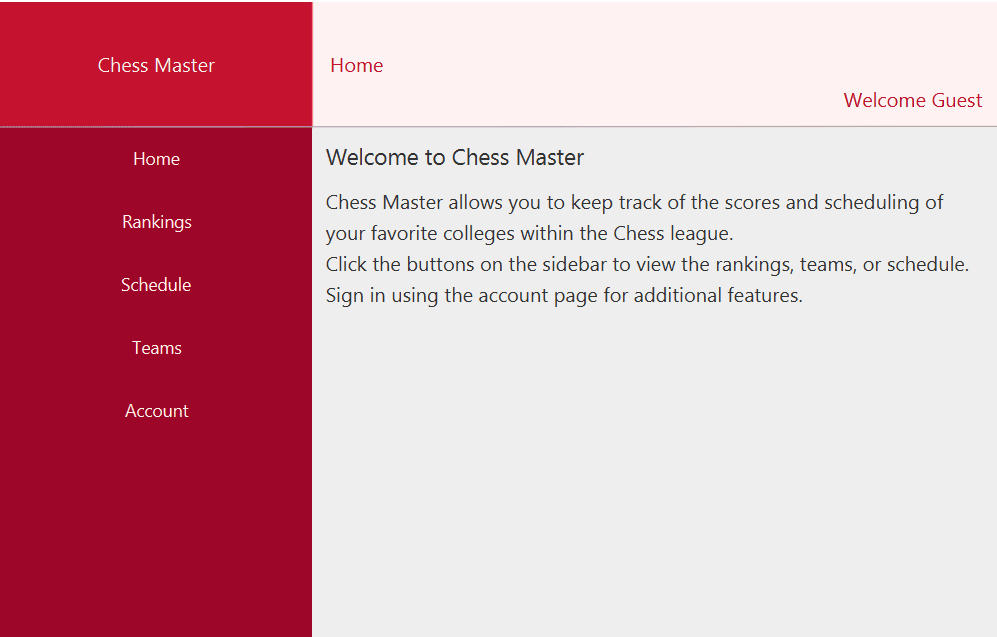 Chess Master
Home
Welcome Guest
Home
Rankings
Schedule
Teams
Account
Welcome to Chess Master
Chess Master allows you to keep track of the scores and scheduling of
your favorite colleges within the Chess league.
Click the buttons on the sidebar to view the rankings, teams, or schedule.
Sign in using the account page for additional features.